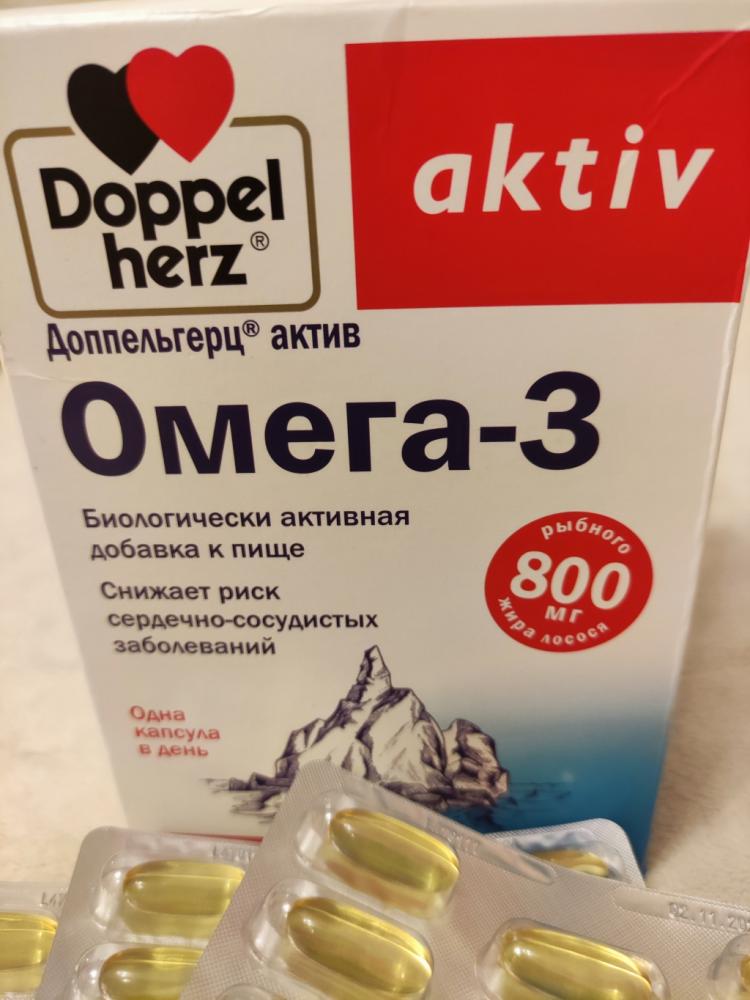 Doppel
herz®
aktiv
Доппельгерц® актив
Омега-3
Биологически активная
добавка к пище
Снижает риск
сердечно-сосудистых
заболеваний
рыбного
800
мг
жира лосося
Одна
капсула
в день